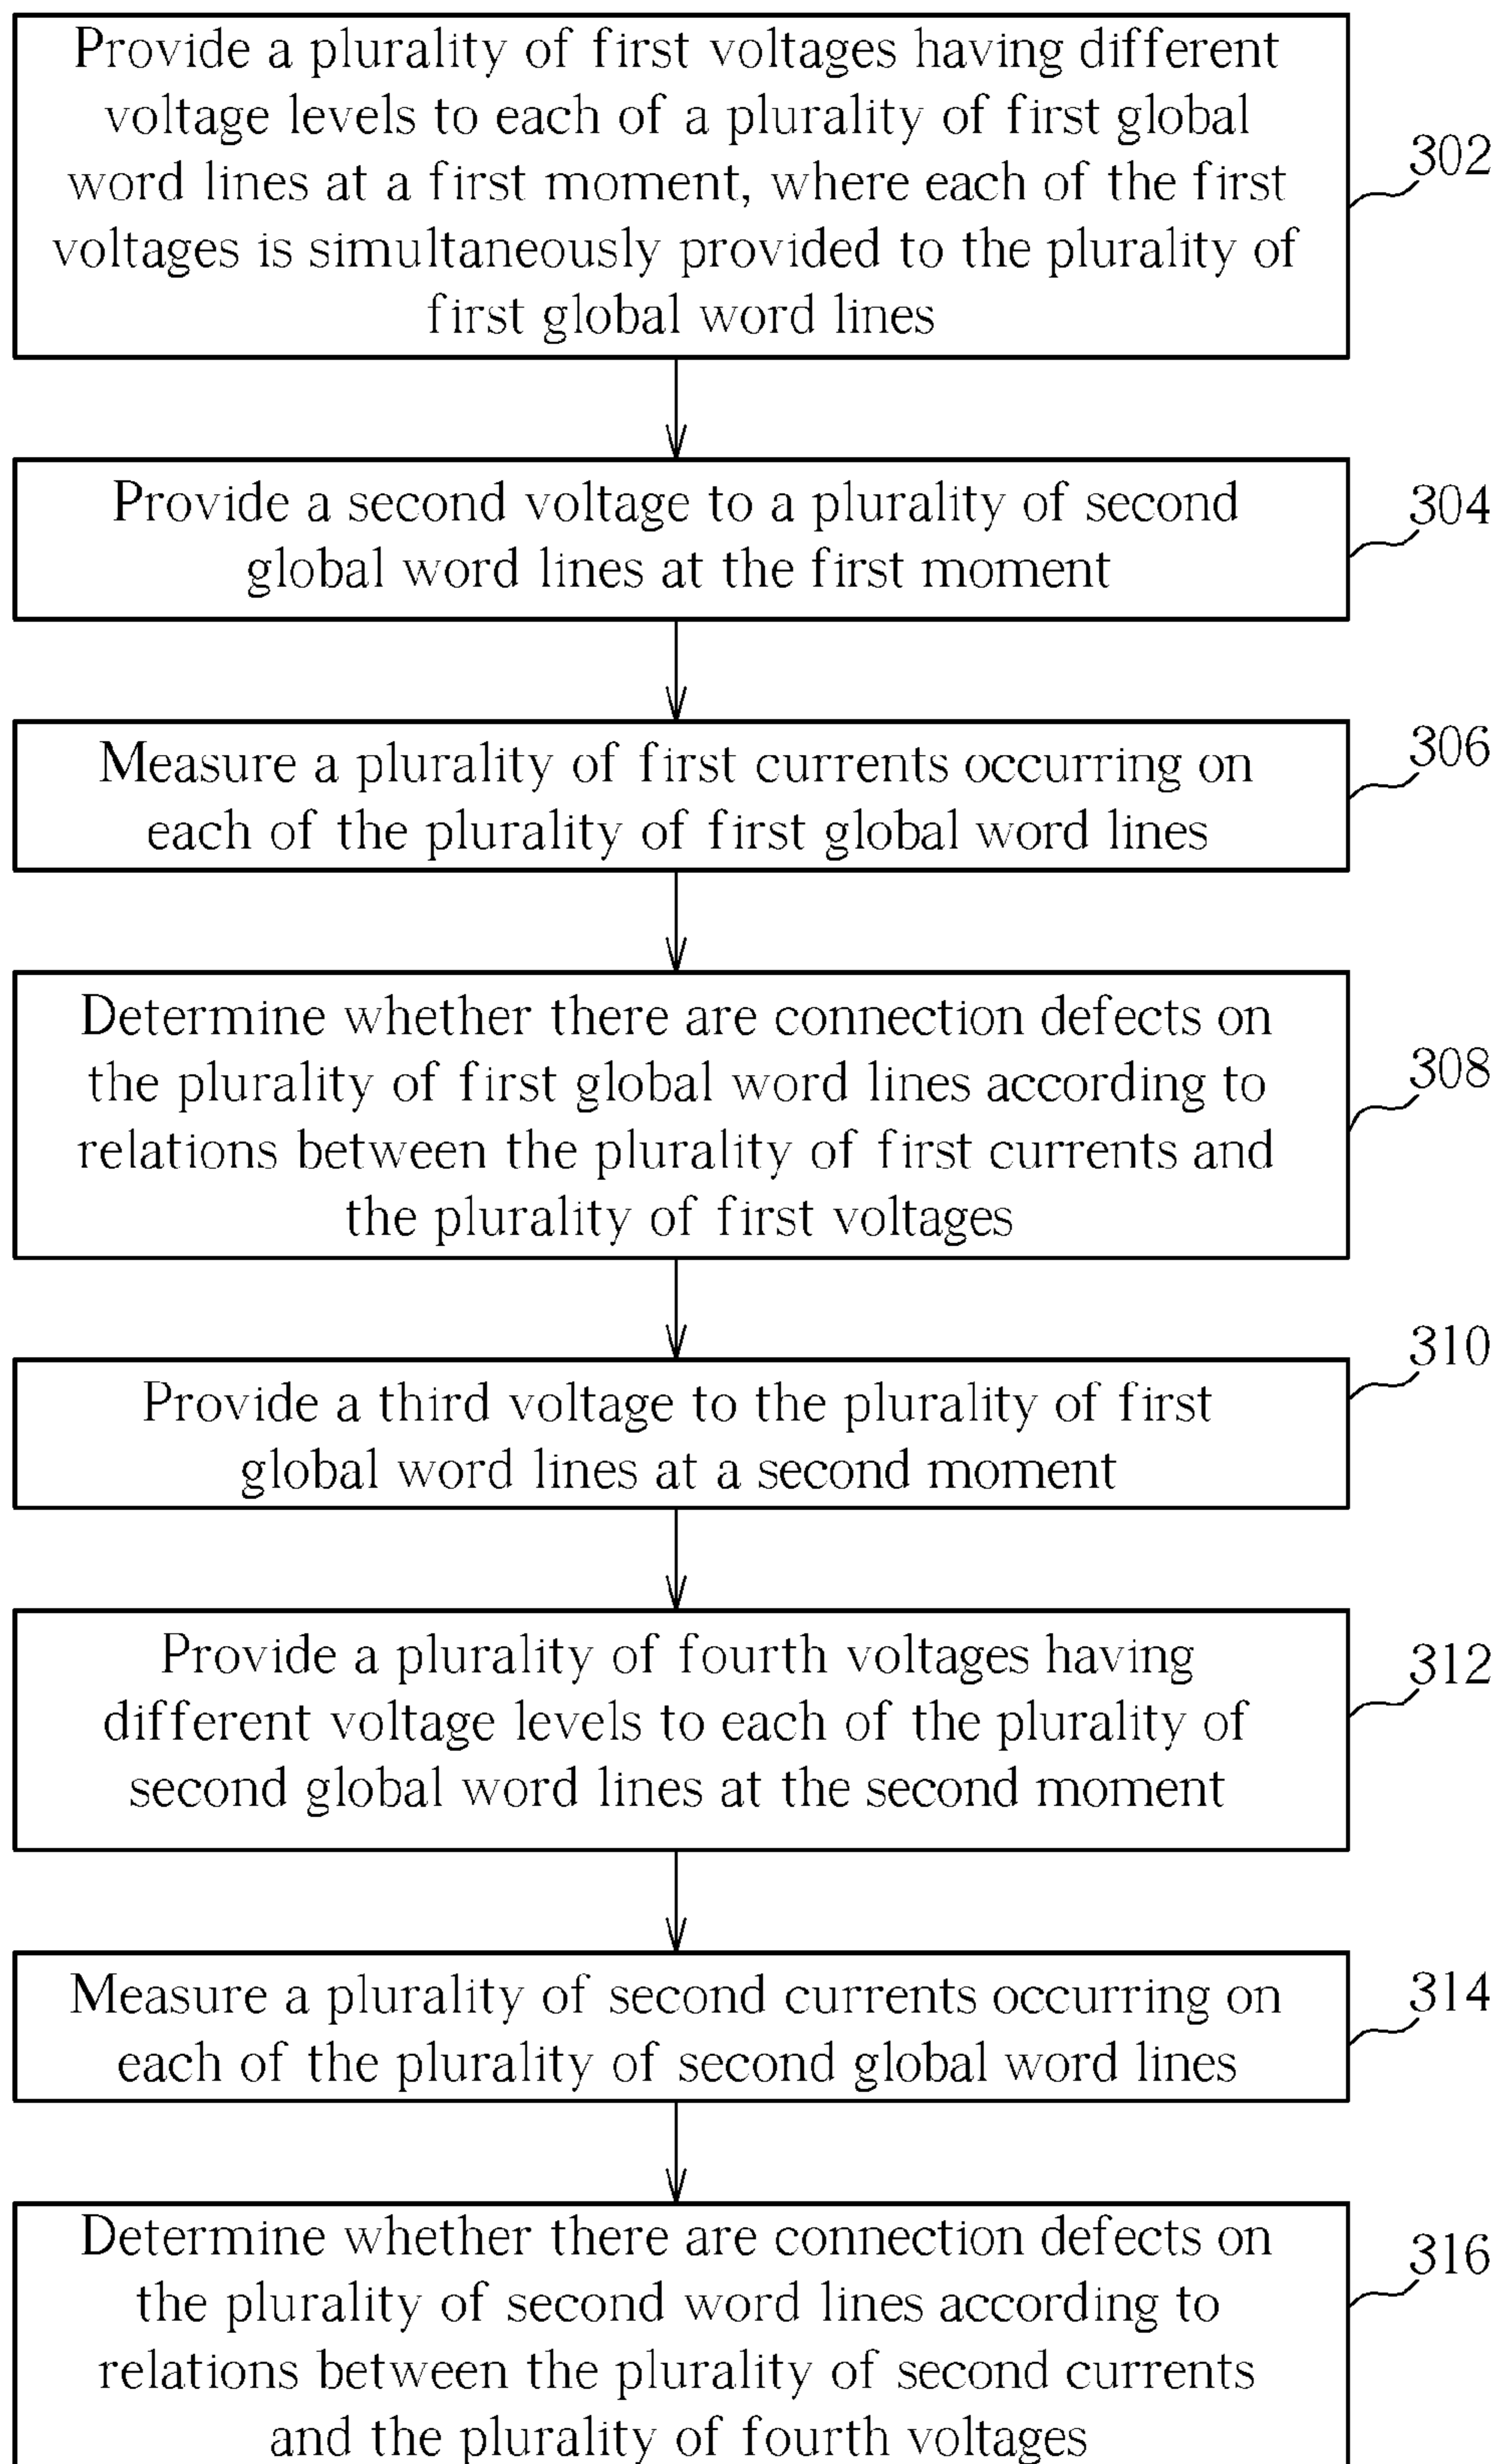 Provide a plurality of first voltages having different
voltage levels to each of a plurality of first global
word lines at a first moment, where each of the first
voltages is simultaneously provided to the plurality of
first global word lines
302
Provide a second voltage to a plurality of second
global word lines at the first moment
304
Measure a plurality of first currents occurring on
each of the plurality of first global word lines
306
Determine whether there are connection defects on
the plurality of first global word lines according to
relations between the plurality of first currents and
the plurality of first voltages
308
Provide a third voltage to the plurality of first
global word lines at a second moment
310
Provide a plurality of fourth voltages having
different voltage levels to each of the plurality of
second global word lines at the second moment
312
Measure a plurality of second currents occurring on
each of the plurality of second global word lines
314
Determine whether there are connection defects on
the plurality of second word lines according to
relations between the plurality of second currents
and the plurality of fourth voltages
316